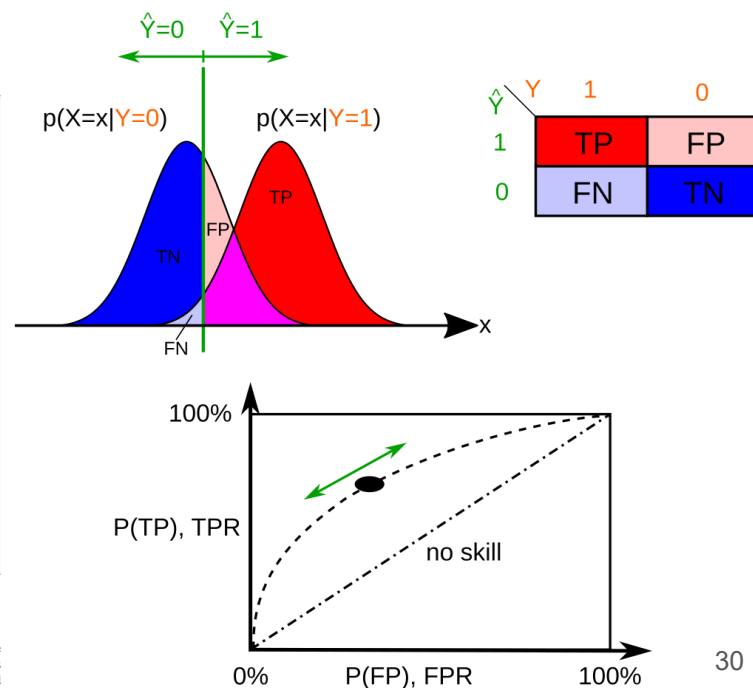 Ŷ=0 Ŷ=1
p(X=x|Y=0) p(X=x|Y=1)
TP
FP
TN
FN
x
Y 1 0
Ŷ
1 TP FP
0 FN TN
100%
P(TP), TPR
no skill
0% P(FP), FPR 100%
30